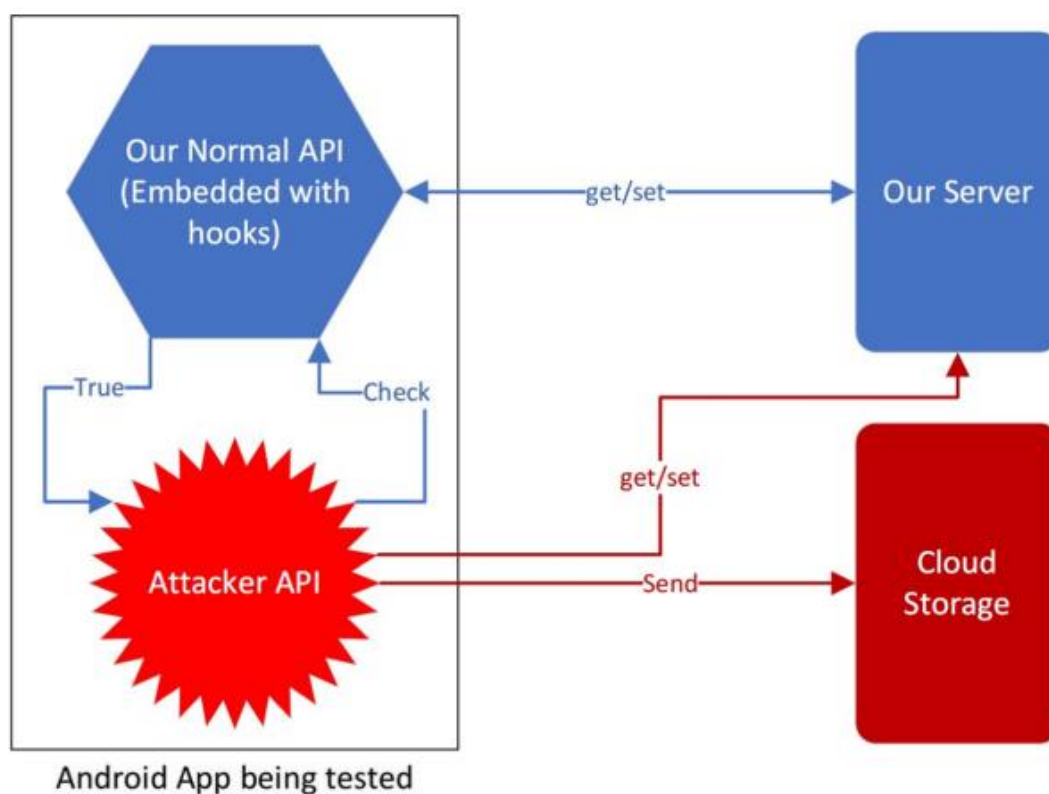 Our Normal API
(Embedded with
hooks)
get/set
Our Server
True
Check
get/set
Attacker API
Send
Cloud
Storage
Android App being tested